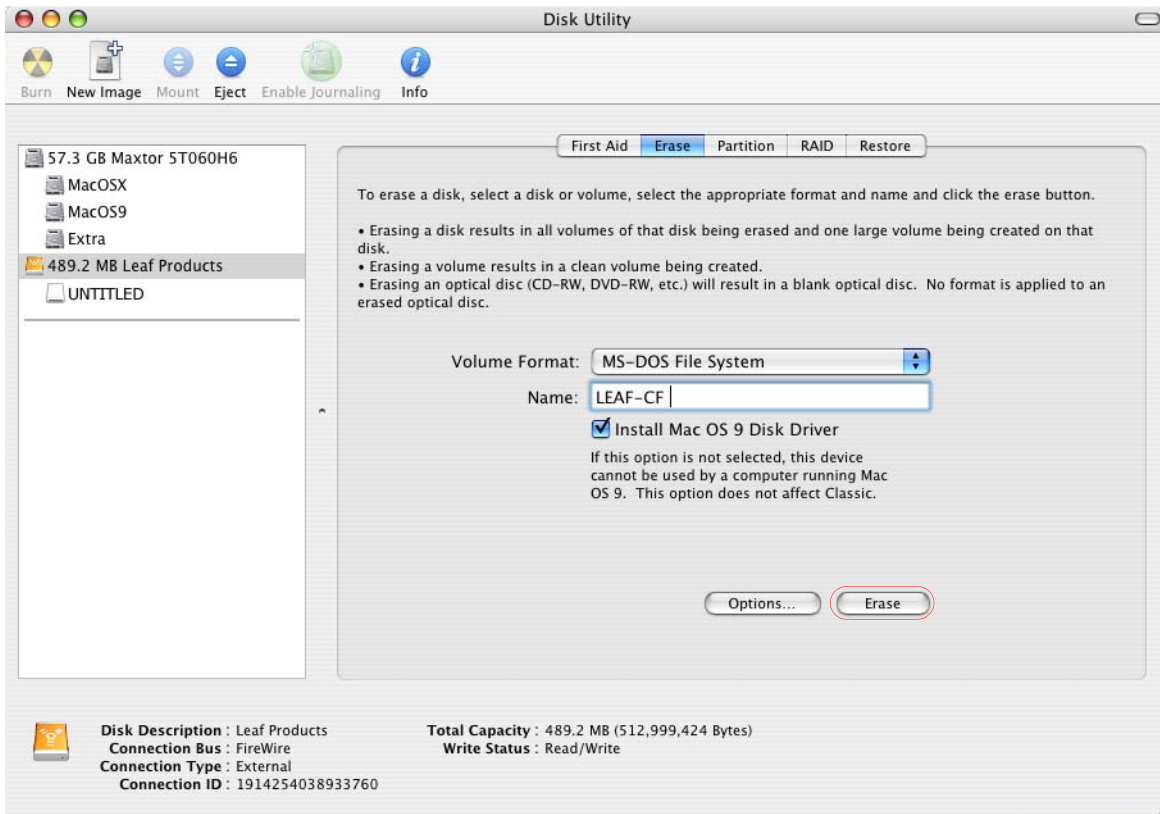 Disk Utility
Burn New Image Mount Eject Enable Journaling Info
57.3 GB Maxtor 5T060H6
MacOSX
MacOS9
Extra
489.2 MB Leaf Products
UNTITLED
First Aid Erase Partition RAID Restore
To erase a disk, select a disk or volume, select the appropriate format and name and click the erase button.
• Erasing a disk results in all volumes of that disk being erased and one large volume being created on that
disk.
• Erasing a volume results in a clean volume being created.
• Erasing an optical disc (CD-RW, DVD-RW, etc.) will result in a blank optical disc.  No format is applied to an
erased optical disc.
Volume Format: MS-DOS File System
Name: LEAF-CF
Install Mac OS 9 Disk Driver
If this option is not selected, this device
cannot be used by a computer running Mac
OS 9.  This option does not affect Classic.
Options... Erase
Disk Description : Leaf Products
Connection Bus : FireWire
Connection Type : External
Connection ID : 1914254038933760
Total Capacity : 489.2 MB (512,999,424 Bytes)
Write Status : Read/Write